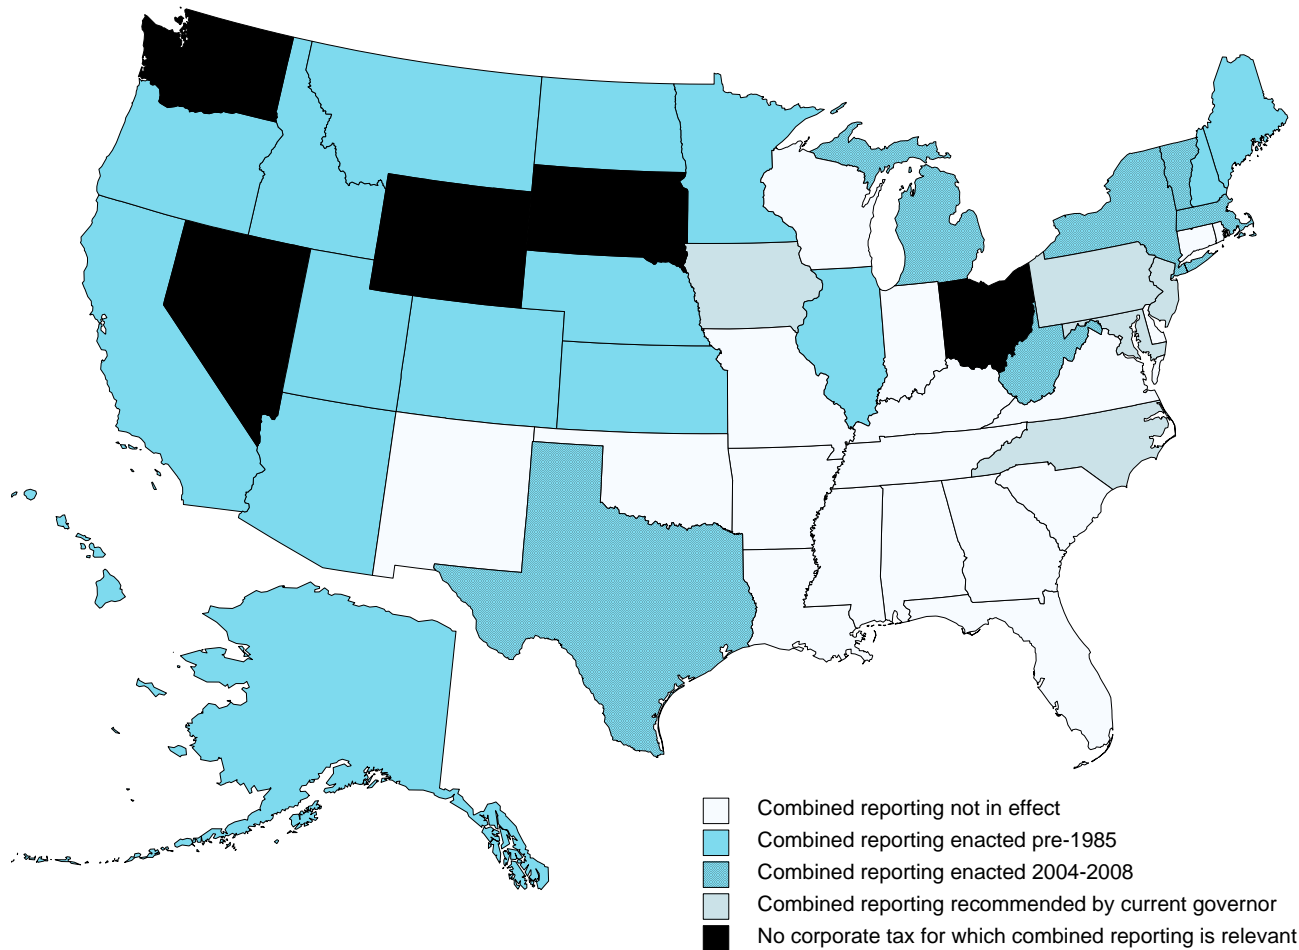 Combined reporting not in effect
Combined reporting enacted pre-1985
Combined reporting enacted 2004-2008
Combined reporting recommended by current governor
No corporate tax for which combined reporting is relevant